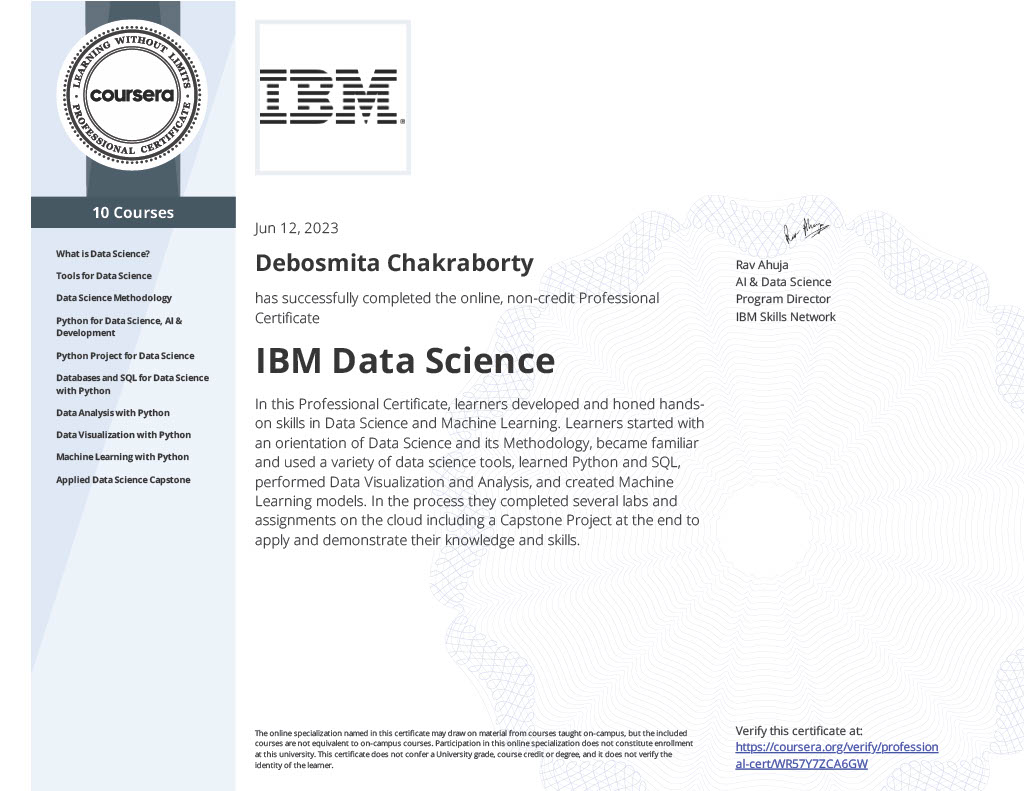 LEARNING WITHOUT LIMITS
coursera
PROFESSIONAL CERTIFICATE
IBM
10 Courses
What is Data Science?
Tools for Data Science
Data Science Methodology
Python for Data Science, AI &
Development
Python Project for Data Science
Databases and SQL for Data Science
with Python
Data Analysis with Python
Data Visualization with Python
Machine Learning with Python
Applied Data Science Capstone
Jun 12, 2023
Debosmita Chakraborty
has successfully completed the online, non-credit Professional
Certificate
IBM Data Science
In this Professional Certificate, learners developed and honed hands-
on skills in Data Science and Machine Learning. Learners started with
an orientation of Data Science and its Methodology, became familiar
and used a variety of data science tools, learned Python and SQL,
performed Data Visualization and Analysis, and created Machine
Learning models. In the process they completed several labs and
assignments on the cloud including a Capstone Project at the end to
apply and demonstrate their knowledge and skills.
Rav Ahuja
Rav Ahuja
AI & Data Science
Program Director
IBM Skills Network
The online specialization named in this certificate may draw on material from courses taught on-campus, but the included
courses are not equivalent to on-campus courses. Participation in this online specialization does not constitute enrollment
at this university. This certificate does not confer a University grade, course credit or degree, and it does not verify the
identity of the learner.
Verify this certificate at:
https://coursera.org/verify/profession
al-cert/WR57Y7ZCA6GW